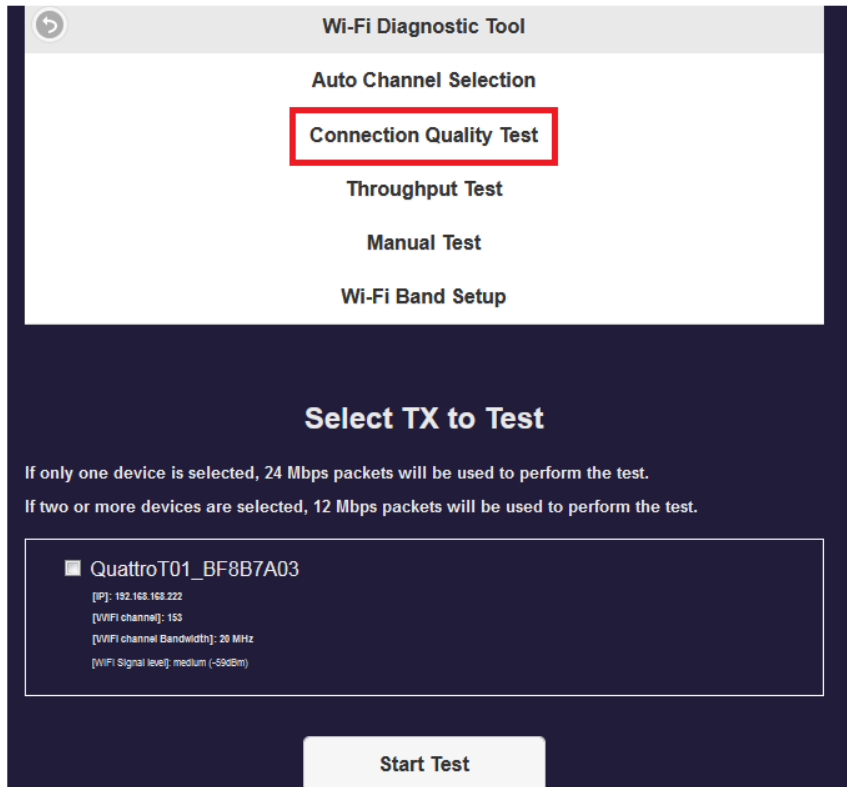 Wi-Fi Diagnostic Tool
Auto Channel Selection
Connection Quality Test
Throughput Test
Manual Test
Wi-Fi Band Setup
Select TX to Test
If only one device is selected, 24 Mbps packets will be used to perform the test.
If two or more devices are selected, 12 Mbps packets will be used to perform the test.
QuattroT01_BF8B7A03
[IP]: 192.168.168.222
[WIFI channel]: 153
[WIFI channel Bandwidth]: 20 MHz
[WIFI Signal level]: medium (-59dBm)
Start Test